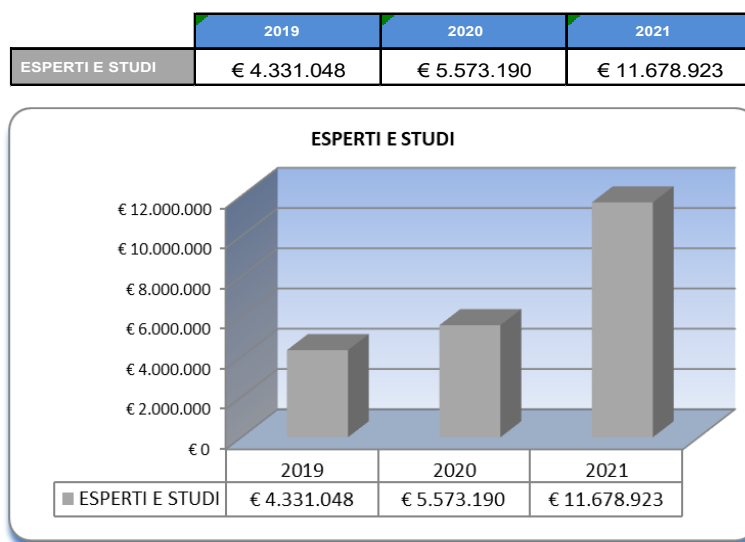 2019 2020 2021
ESPERTI E STUDI € 4.331.048 € 5.573.190 € 11.678.923
ESPERTI E STUDI
€ 12.000.000
€ 10.000.000
€ 8.000.000
€ 6.000.000
€ 4.000.000
€ 2.000.000
€ 0
2019 2020 2021
ESPERTI E STUDI € 4.331.048 € 5.573.190 € 11.678.923